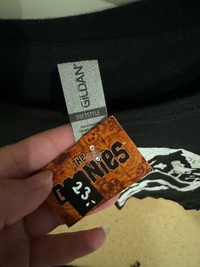 GILDAN
SOFTSTYLE
THE
GOONIES
23